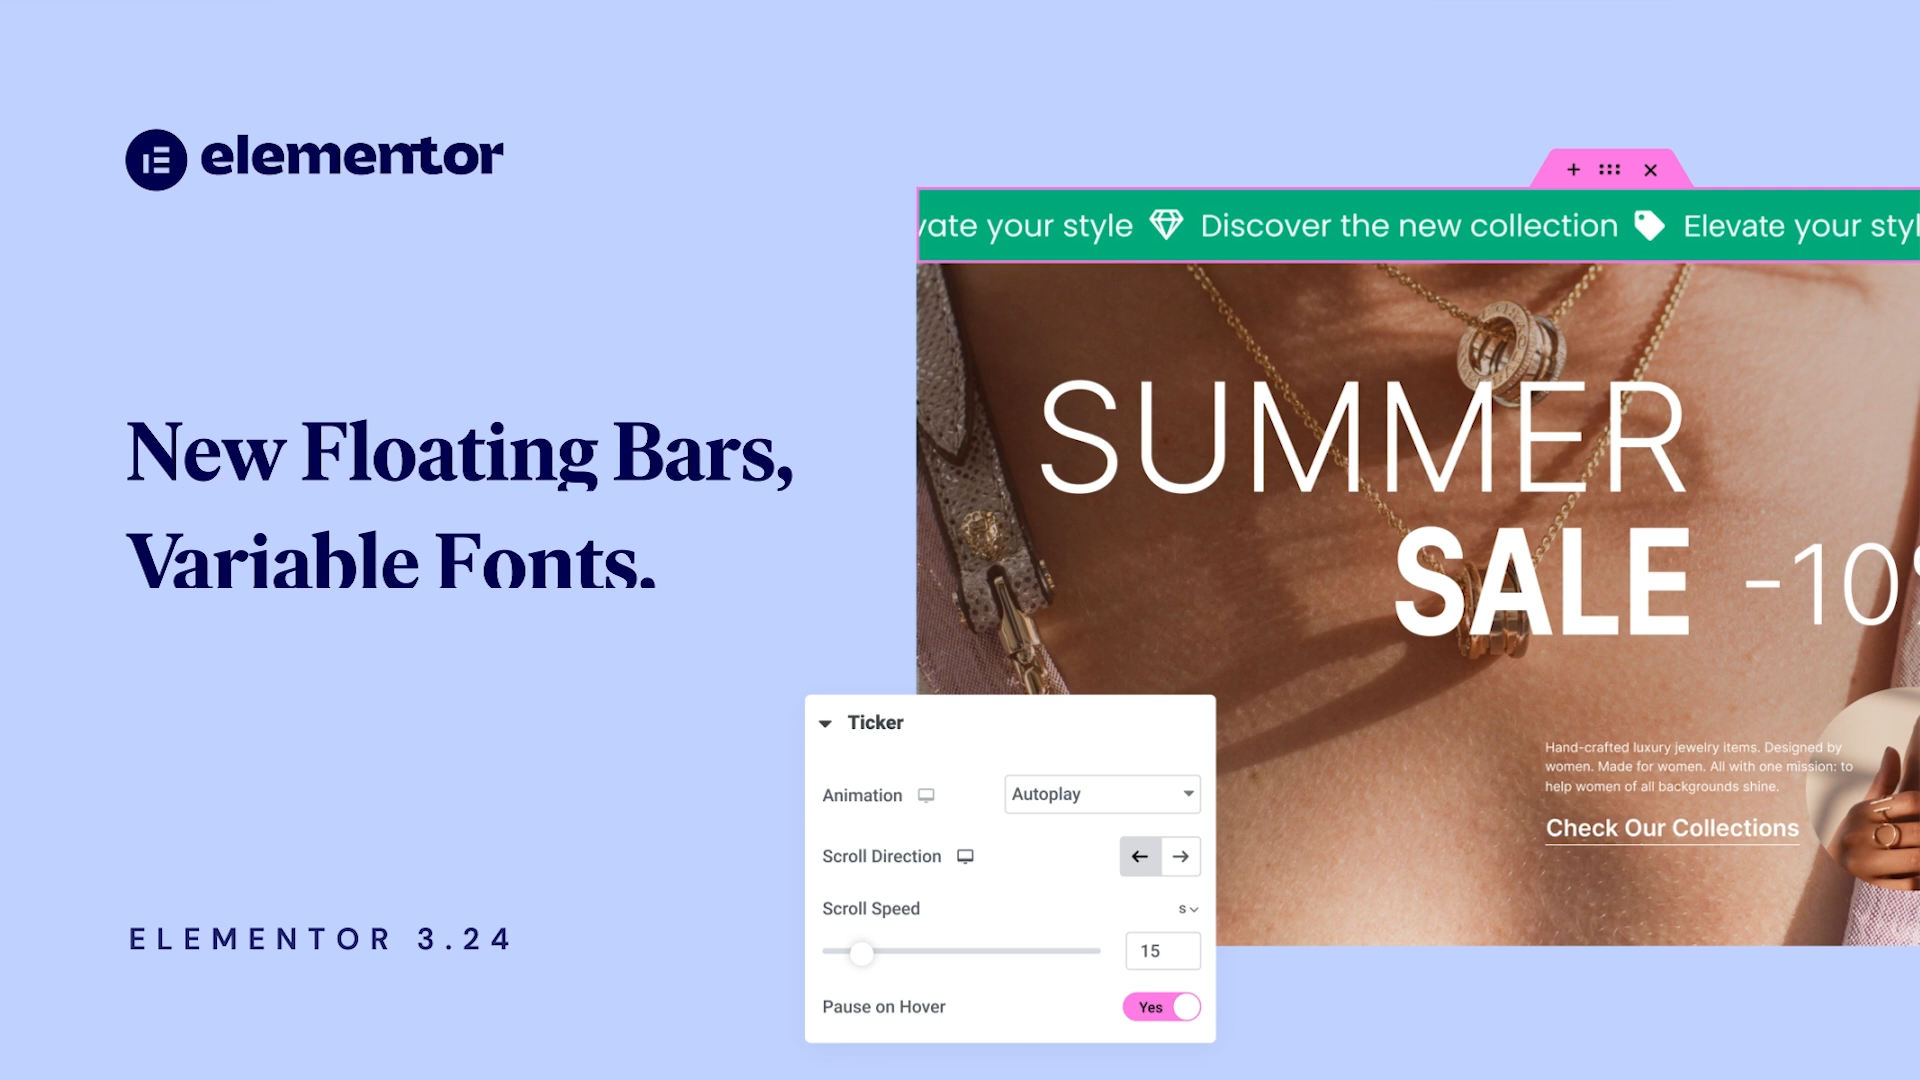 elementor
New Floating Bars,
Variable Fonts.
ELEMENTOR 3.24
your style Discover the new collection Elevate your
SUMMER
SALE -10
Hand-crafted luxury jewelry items. Designed by
women. Made for women. All with one mission: to
help women of all backgrounds shine.
Check Our Collections
Ticker
Animation Autoplay
Scroll Direction
Scroll Speed s
15
Pause on Hover Yes